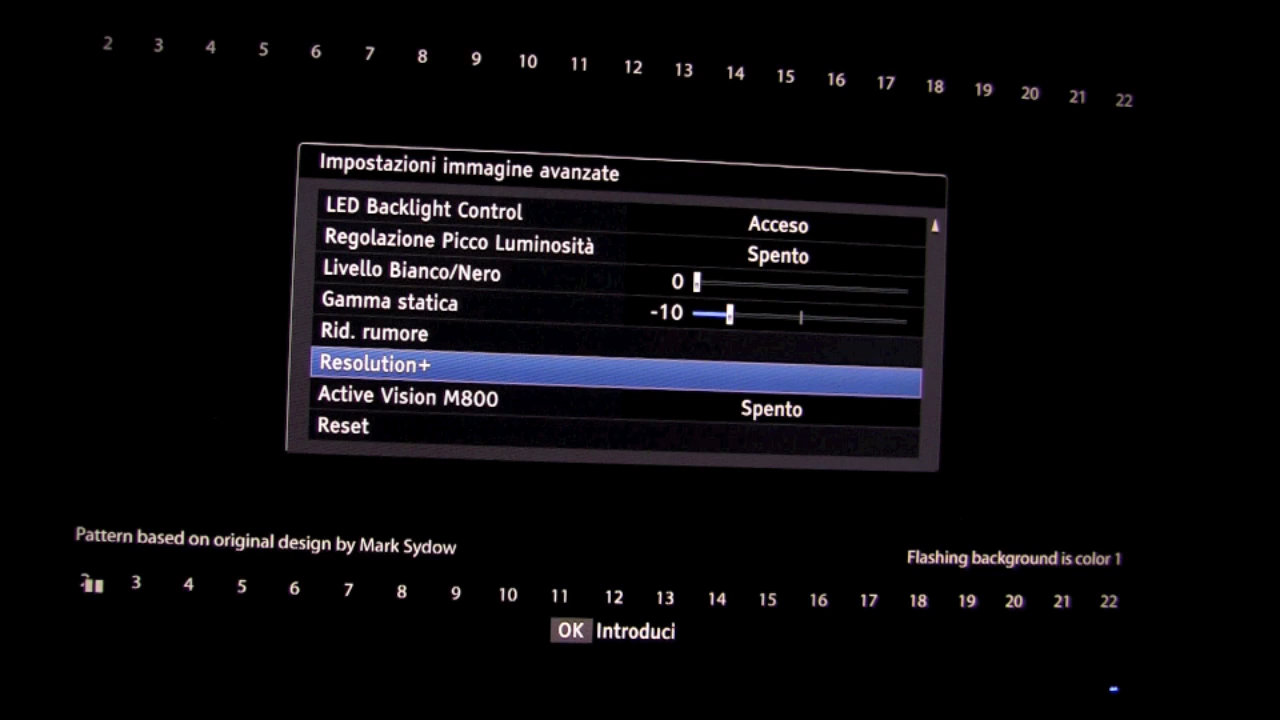 2 3 4 5 6 7 8 9 10 11 12 13 14 15 16 17 18 19 20 21 22
Impostazioni immagine avanzate
LED Backlight Control Acceso
Regolazione Picco Luminosità Spento
Livello Bianco/Nero 0
Gamma statica -10
Rid. rumore
Resolution+
Active Vision M800 Spento
Reset
Pattern based on original design by Mark Sydow
Flashing background is color 1
2 3 4 5 6 7 8 9 10 11 12 13 14 15 16 17 18 19 20 21 22
OK Introduci